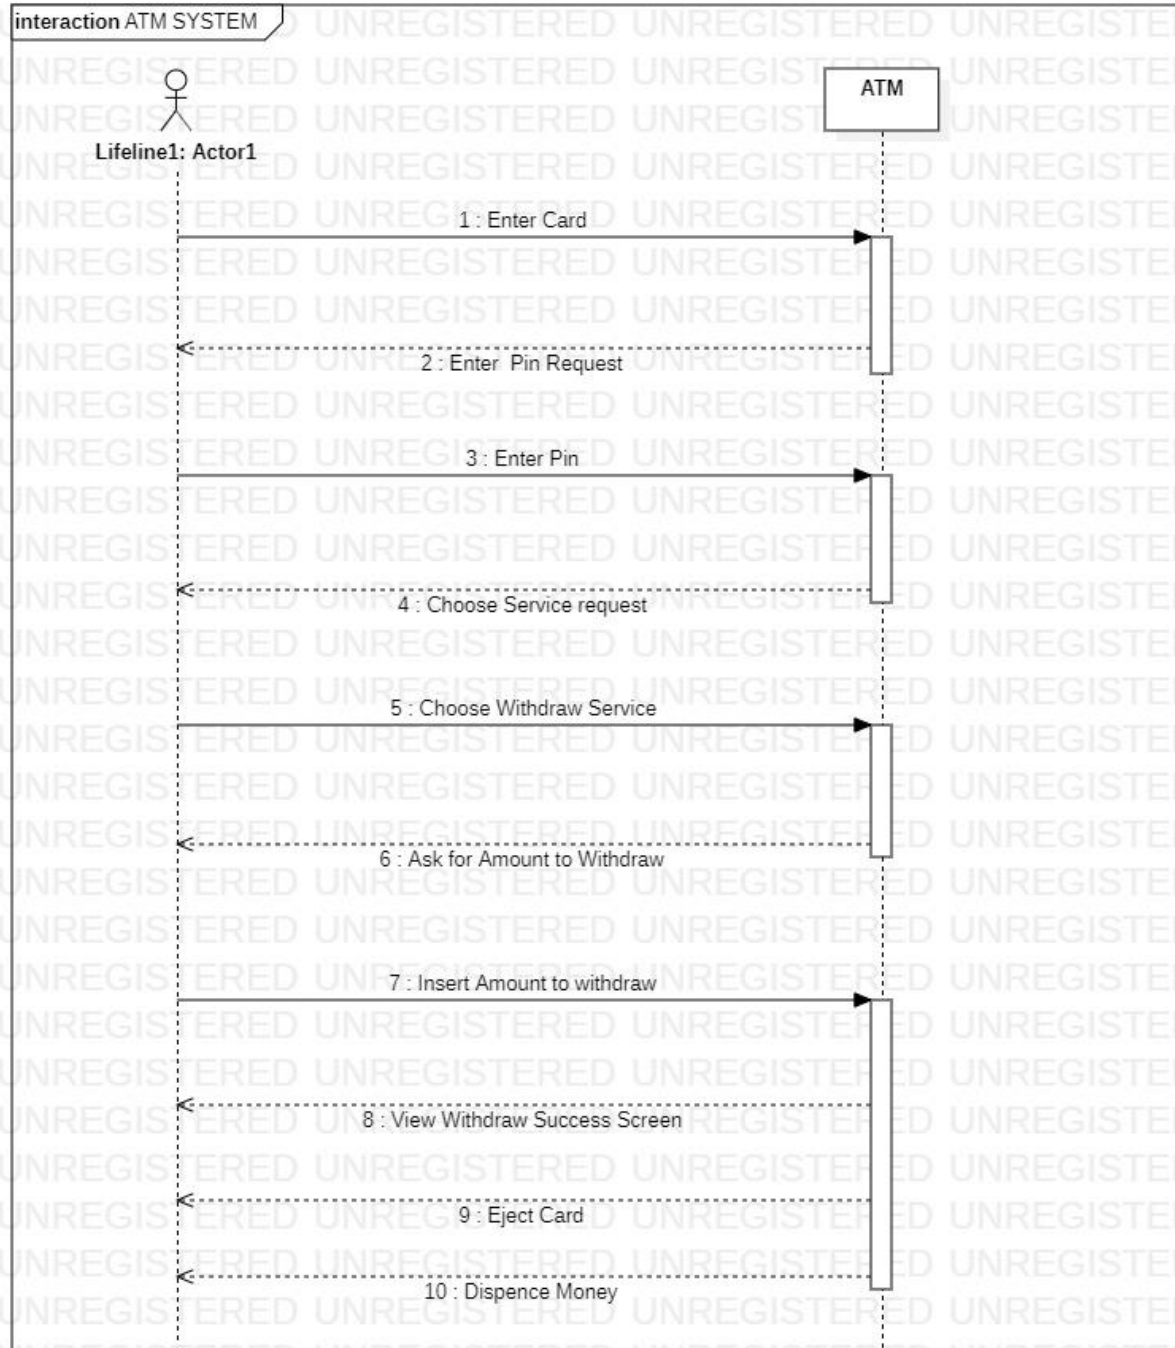 interaction ATM SYSTEM
ATM
Lifeline1: Actor1
1 : Enter Card
2 : Enter  Pin Request
3 : Enter Pin
4 : Choose Service request
5 : Choose Withdraw Service
6 : Ask for Amount to Withdraw
7 : Insert Amount to withdraw
8 : View Withdraw Success Screen
9 : Eject Card
10 : Dispence Money
UNREGISTERED